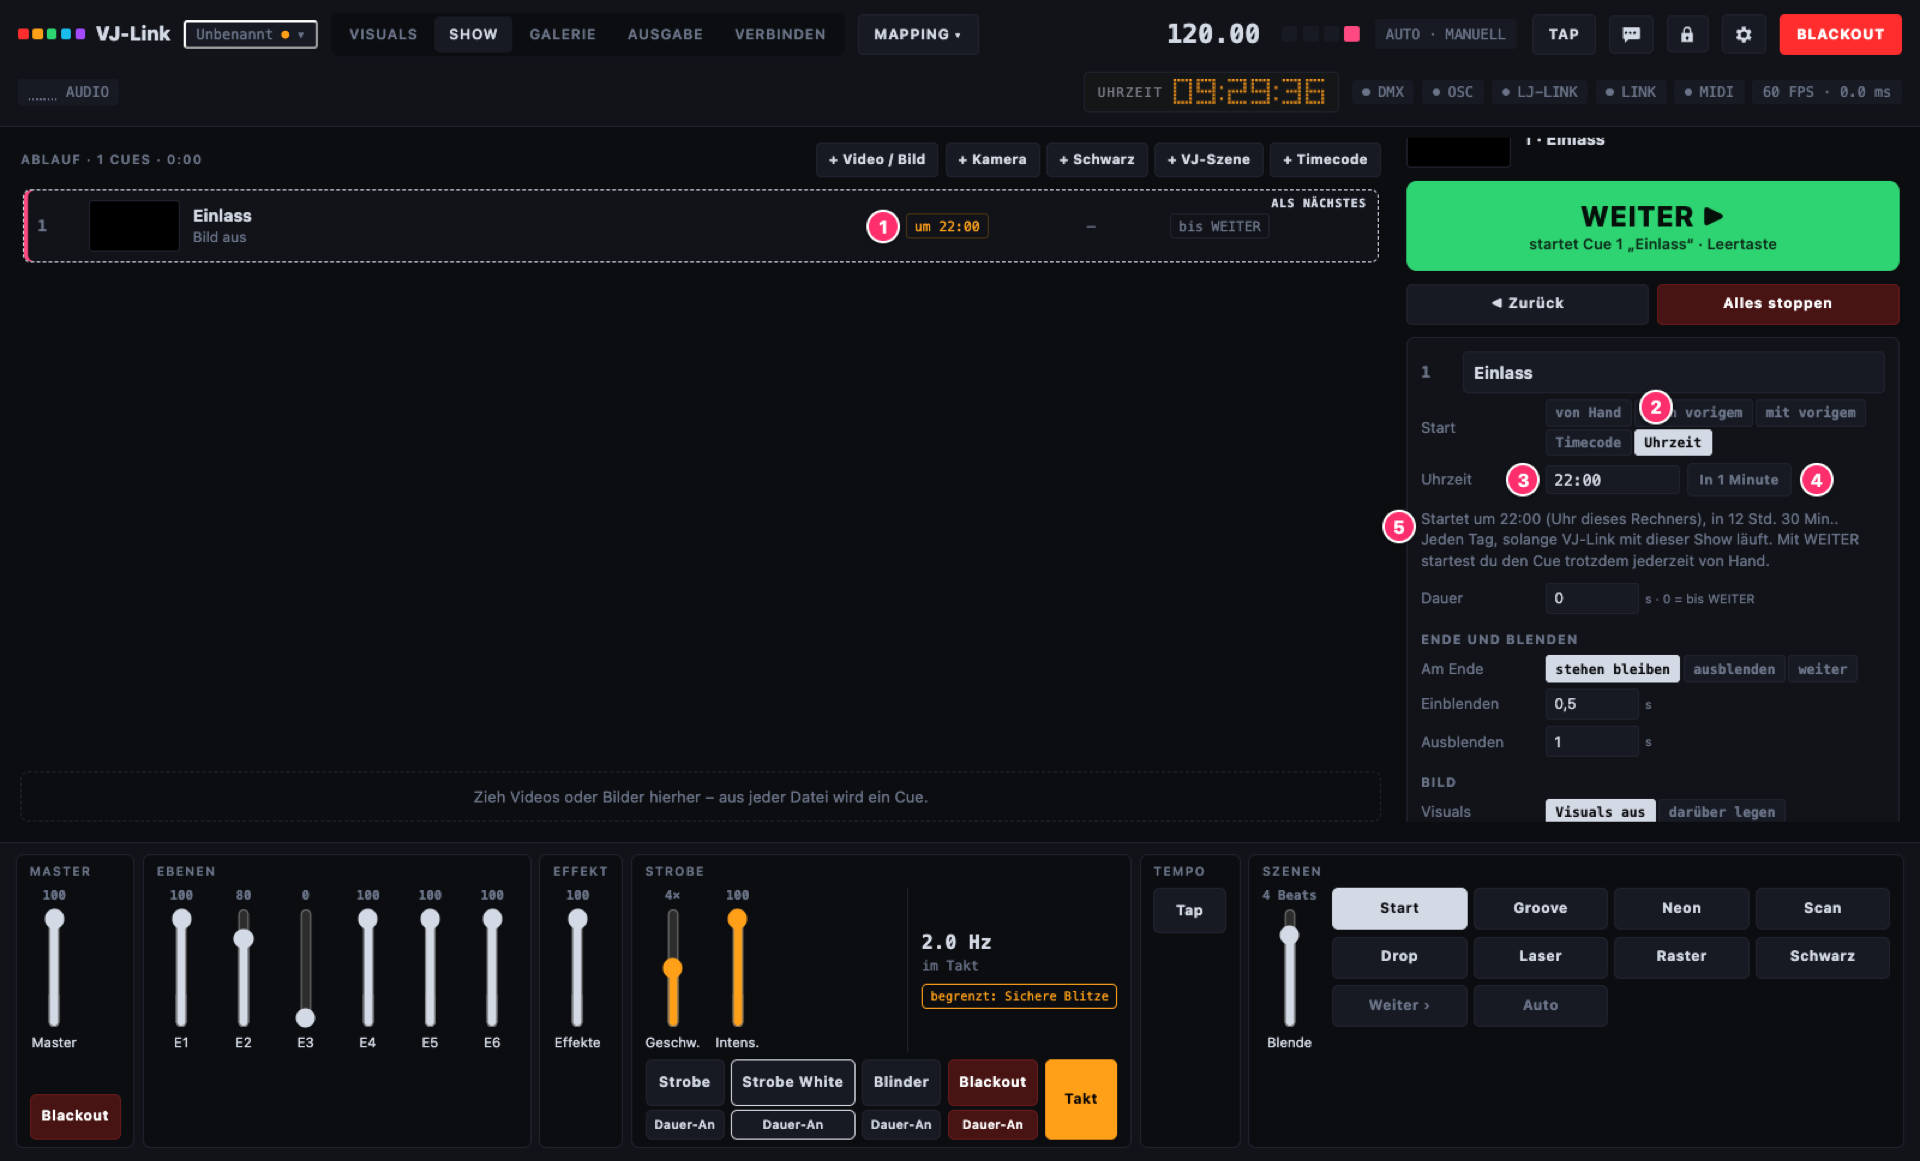 VJ-Link
Unbenannt
VISUALS
SHOW
GALERIE
AUSGABE
VERBINDEN
MAPPING
120.00
AUTO · MANUELL
TAP
BLACKOUT
AUDIO
UHRZEIT 09:29:36
DMX
OSC
LJ-LINK
LINK
MIDI
60 FPS · 0.0 ms
ABLAUF · 1 CUES · 0:00
+ Video / Bild
+ Kamera
+ Schwarz
+ VJ-Szene
+ Timecode
1
Einlass
Bild aus
1
um 22:00
–
ALS NÄCHSTES
bis WEITER
Zieh Videos oder Bilder hierher – aus jeder Datei wird ein Cue.
1 · Einlass
WEITER
startet Cue 1 „Einlass“ · Leertaste
Zurück
Alles stoppen
1
Einlass
Start
von Hand
2
vorigem
mit vorigem
Timecode
Uhrzeit
Uhrzeit
3
22:00
In 1 Minute
4
5
Startet um 22:00 (Uhr dieses Rechners), in 12 Std. 30 Min..
Jeden Tag, solange VJ-Link mit dieser Show läuft. Mit WEITER
startest du den Cue trotzdem jederzeit von Hand.
Dauer
0
s · 0 = bis WEITER
ENDE UND BLENDEN
Am Ende
stehen bleiben
ausblenden
weiter
Einblenden
0,5
s
Ausblenden
1
s
BILD
Visuals
Visuals aus
darüber legen
MASTER
100
Master
Blackout
EBENEN
100 80 0 100 100 100
E1 E2 E3 E4 E5 E6
EFFEKT
100
Effekte
STROBE
4× 100
Geschw. Intens.
2.0 Hz
im Takt
begrenzt: Sichere Blitze
Strobe
Strobe White
Blinder
Blackout
Takt
Dauer-An
Dauer-An
Dauer-An
Dauer-An
TEMPO
Tap
SZENEN
4 Beats
Blende
Start
Groove
Neon
Scan
Drop
Laser
Raster
Schwarz
Weiter ›
Auto